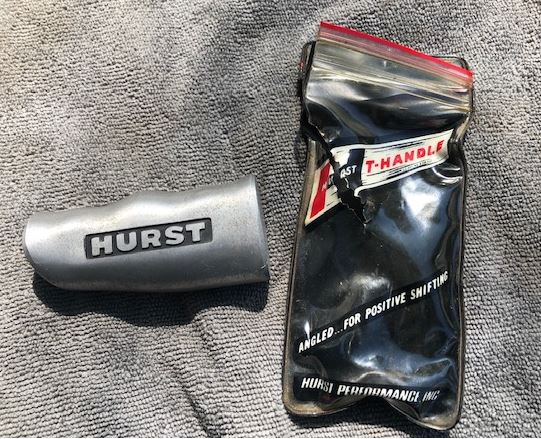 HURST
T-HANDLE
ANGLED...FOR POSITIVE SHIFTING
HURST PERFORMANCE INC